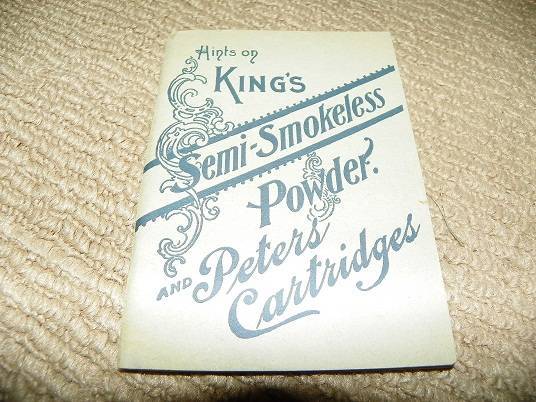 Hints on
KING'S
Semi-Smokeless
Powder.
AND Peters
Cartridges